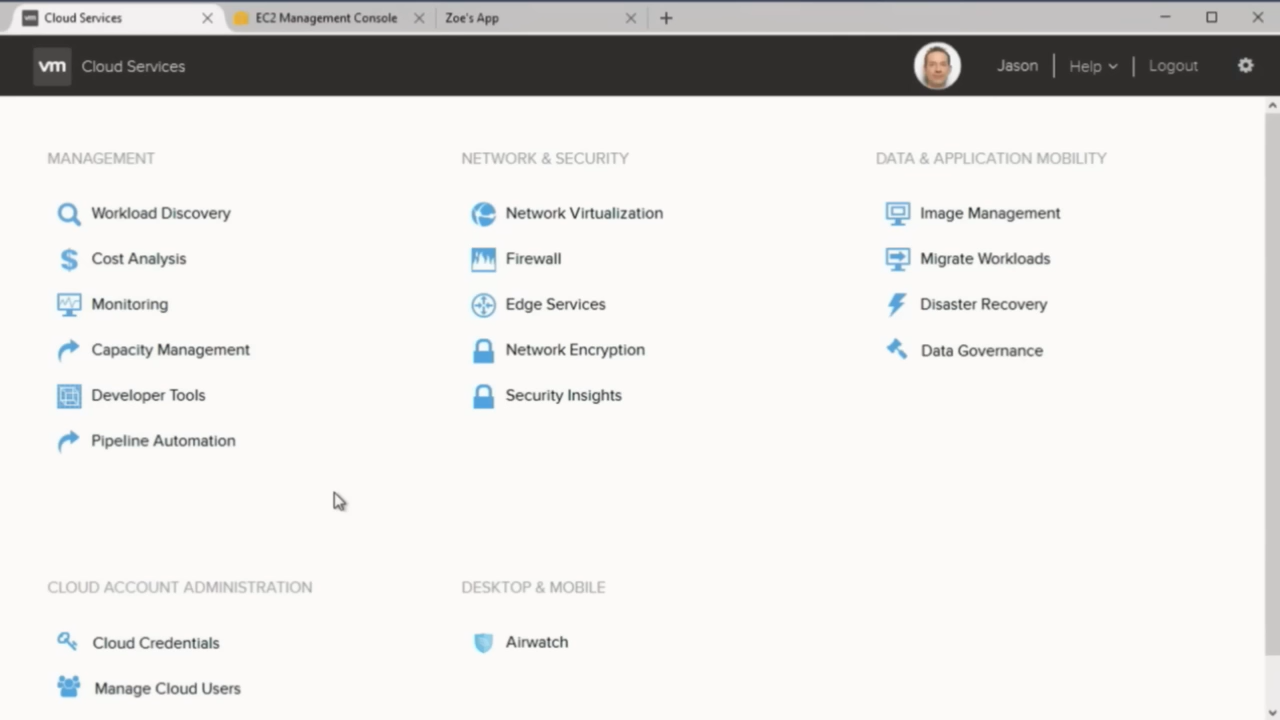 Cloud Services
EC2 Management Console
Zoe's App
vm Cloud Services
Jason
Help
Logout
MANAGEMENT
Workload Discovery
Cost Analysis
Monitoring
Capacity Management
Developer Tools
Pipeline Automation
NETWORK & SECURITY
Network Virtualization
Firewall
Edge Services
Network Encryption
Security Insights
DATA & APPLICATION MOBILITY
Image Management
Migrate Workloads
Disaster Recovery
Data Governance
CLOUD ACCOUNT ADMINISTRATION
Cloud Credentials
Manage Cloud Users
DESKTOP & MOBILE
Airwatch